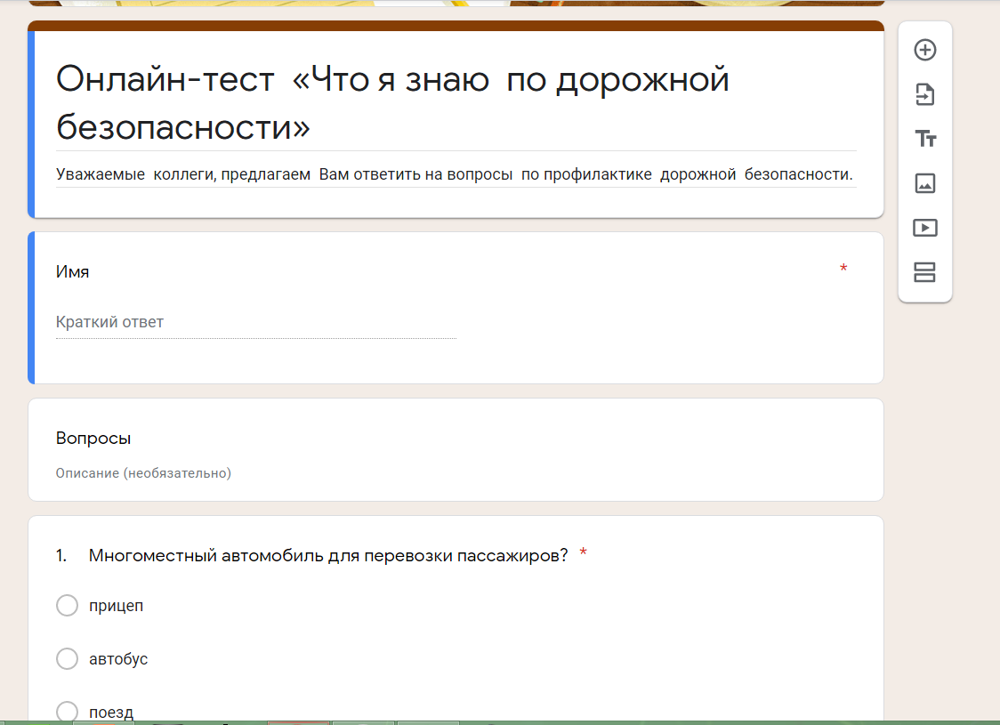 Онлайн-тест «Что я знаю по дорожной
безопасности»
Уважаемые коллеги, предлагаем Вам ответить на вопросы по профилактике дорожной безопасности.
Имя *
Краткий ответ
Вопросы
Описание (необязательно)
1. Многоместный автомобиль для перевозки пассажиров? *
прицеп
автобус
поезд
Тт